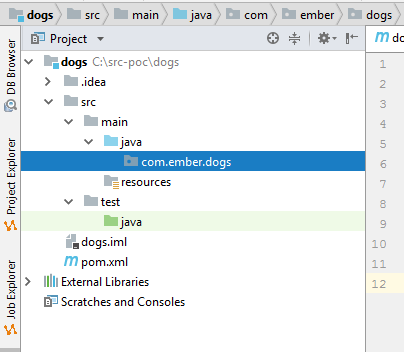 dogs src main java com ember dogs
Project
do
dogs C:\src-poc\dogs
.idea
src
main
java
com.ember.dogs
resources
test
java
dogs.iml
pom.xml
External Libraries
Scratches and Consoles
DB Browser
Project Explorer
Job Explorer
1
2
3
4
5
6
7
8
9
10
11
12